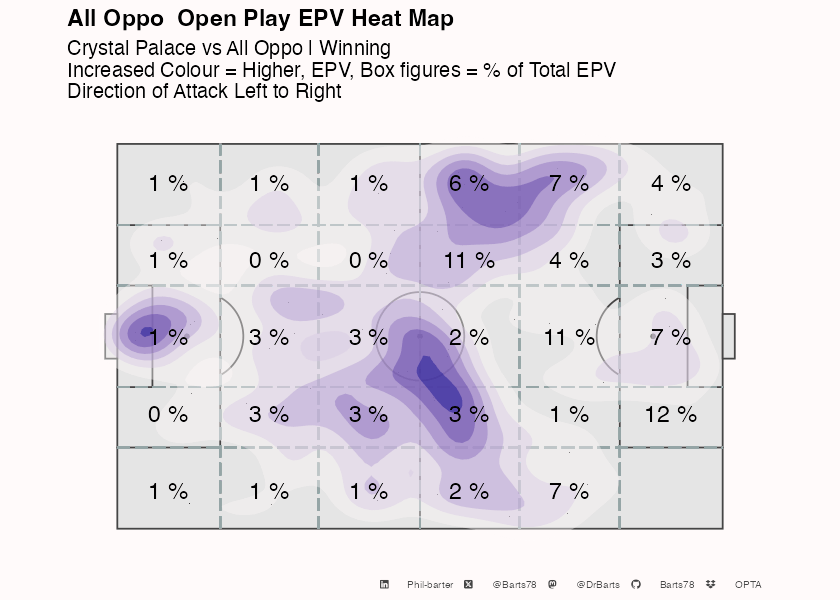 All Oppo  Open Play EPV Heat Map
Crystal Palace vs All Oppo | Winning
Increased Colour = Higher, EPV, Box figures = % of Total EPV
Direction of Attack Left to Right
1 % 1 % 1 % 6 % 7 % 4 %
1 % 0 % 0 % 11 % 4 % 3 %
1 % 3 % 3 % 2 % 11 % 7 %
0 % 3 % 3 % 3 % 1 % 12 %
1 % 1 % 1 % 2 % 7 %
Phil-barter @Barts78 @DrBarts Barts78 OPTA